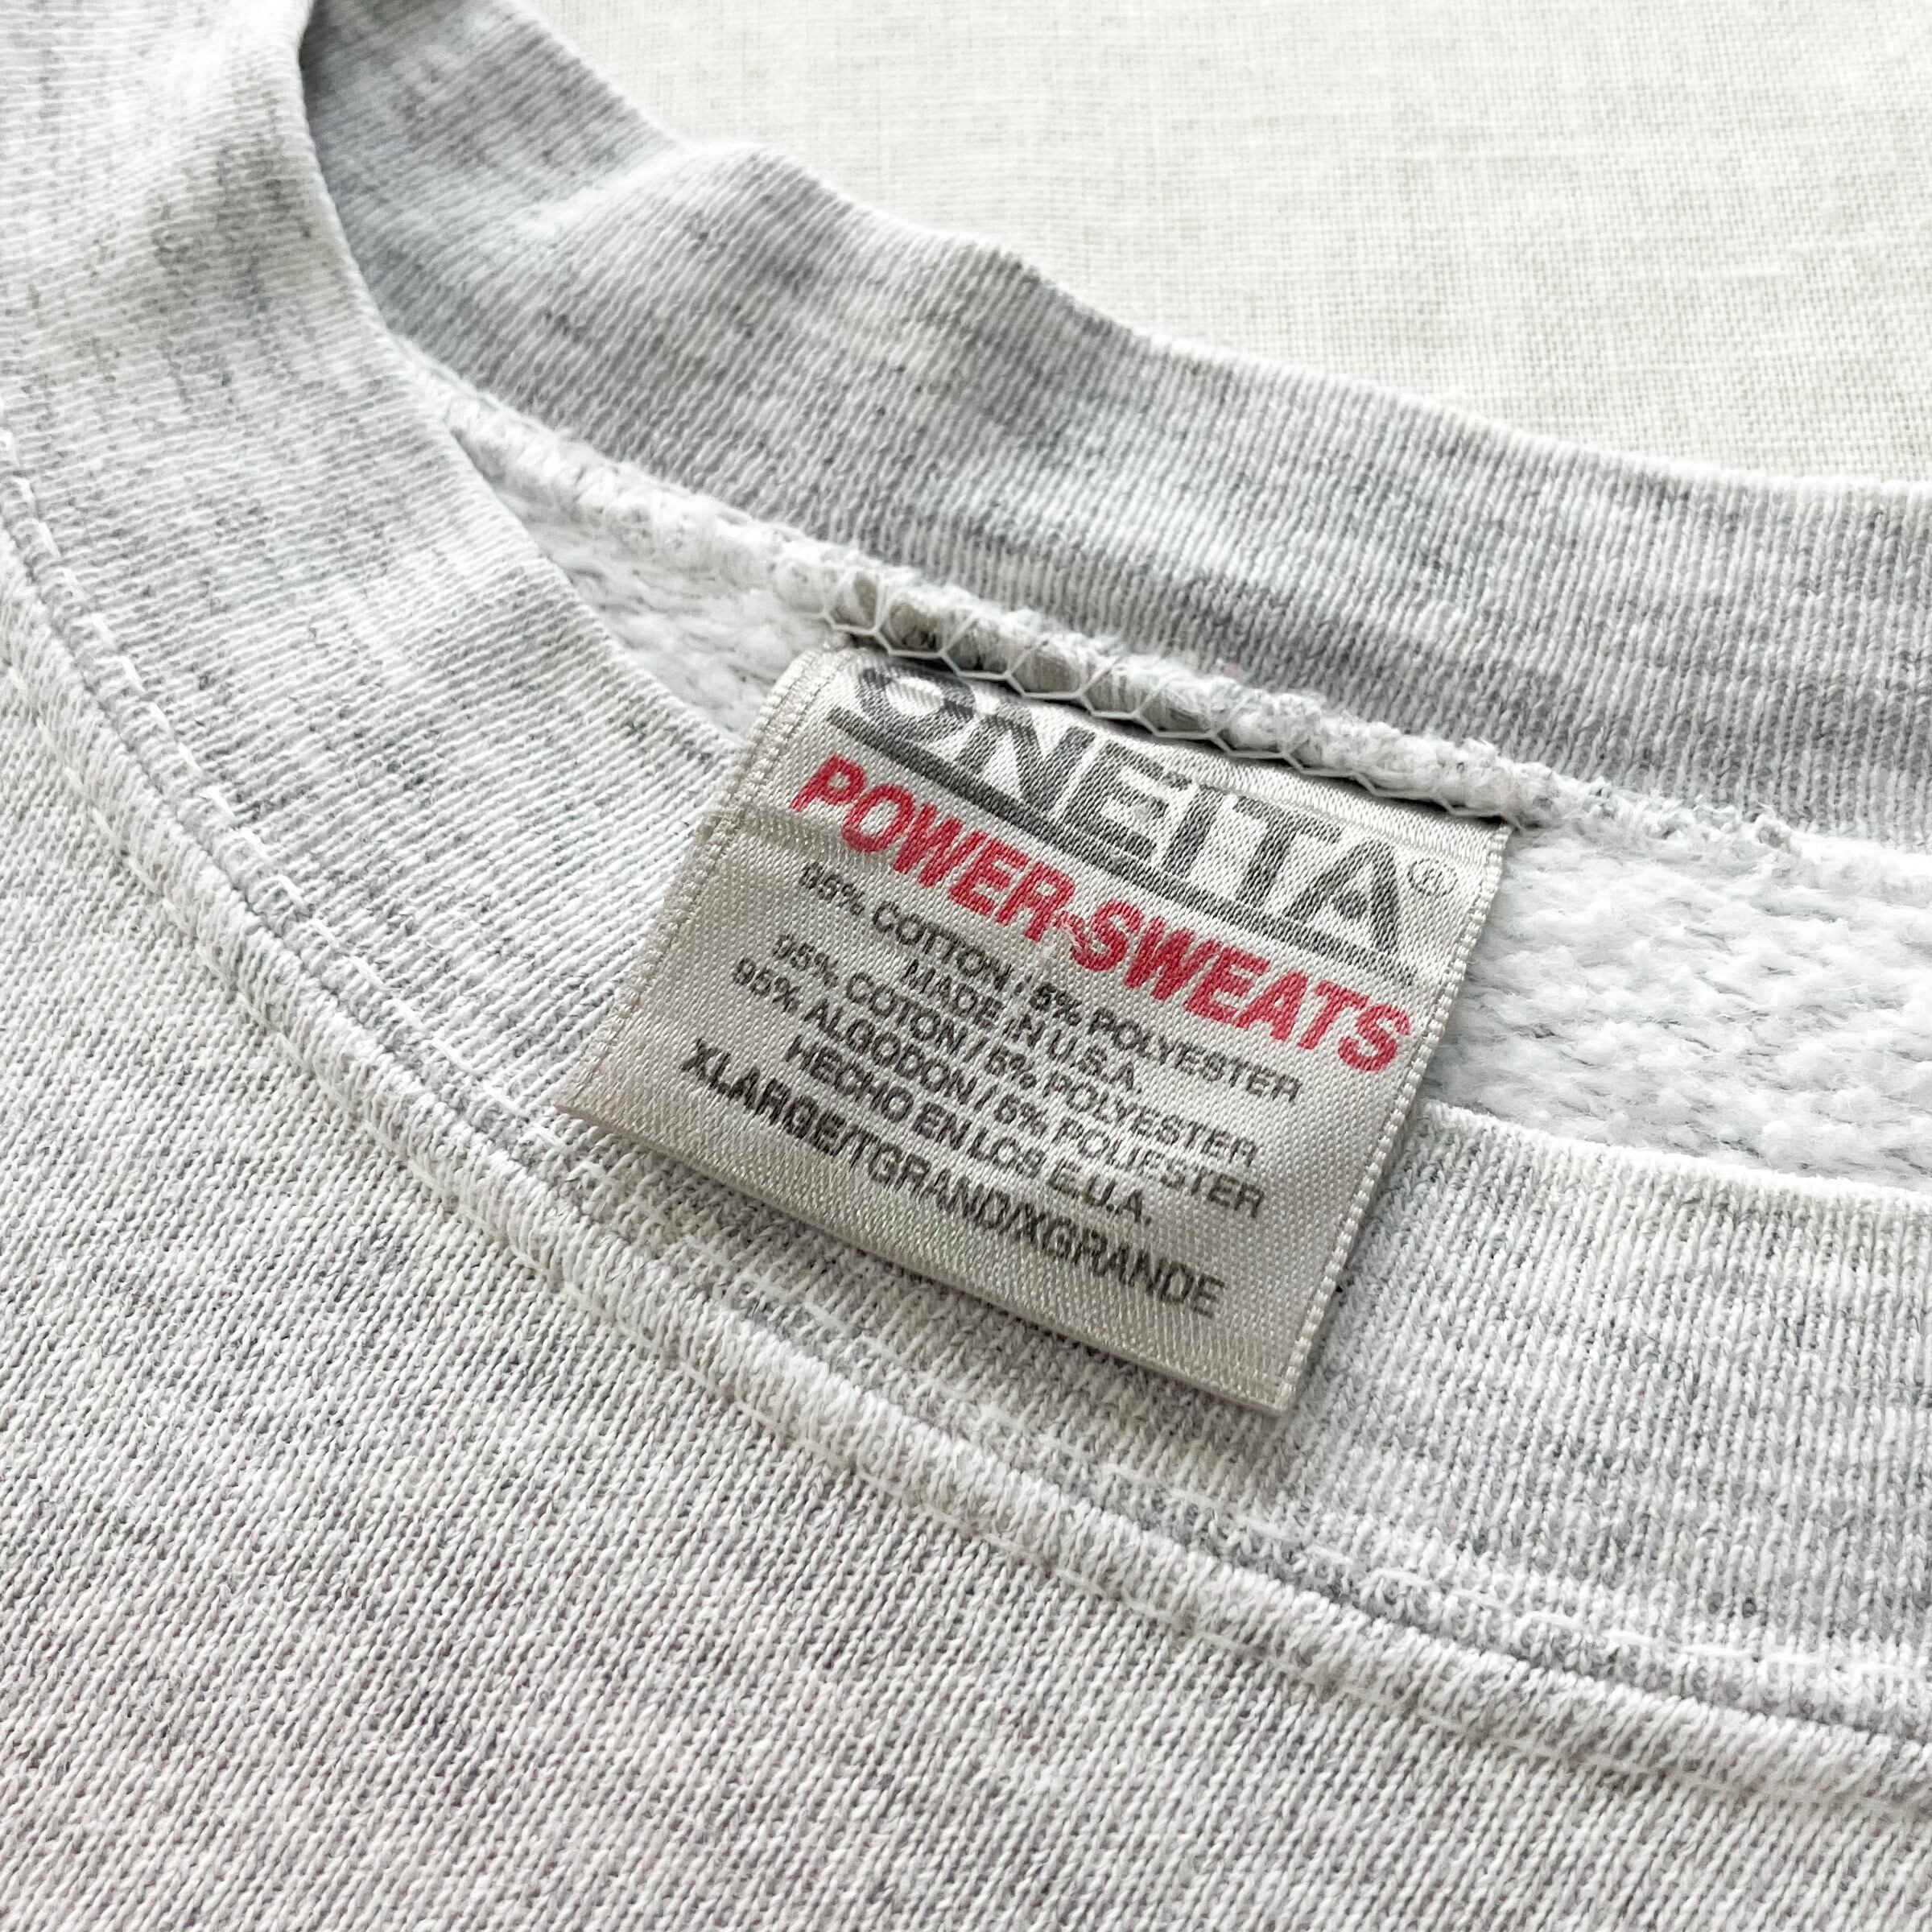 ONEITA®
POWER-SWEATS
95% COTTON / 5% POLYESTER
MADE IN U.S.A.
95% COTON / 5% POLYESTER
95% ALGODON / 5% POLIESTER
HECHO EN LOS E.U.A.
XLARGE/TGRAND/XGRANDE